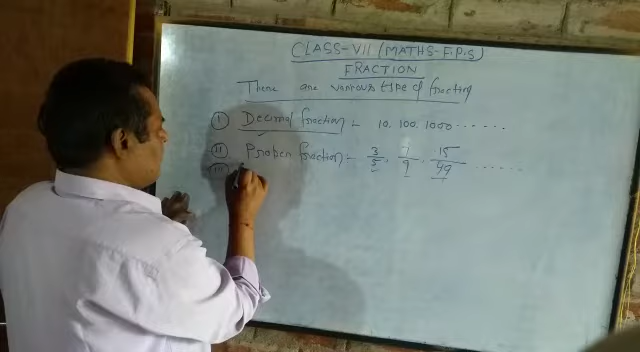 CLASS-VII (MATHS-F.P.S)
FRACTION
There are various type of fraction
(I) Decimal fraction - 10, 100, 1000 ......
(II) Proper fraction - 3/5, 7/9, 15/49 ......
(III)